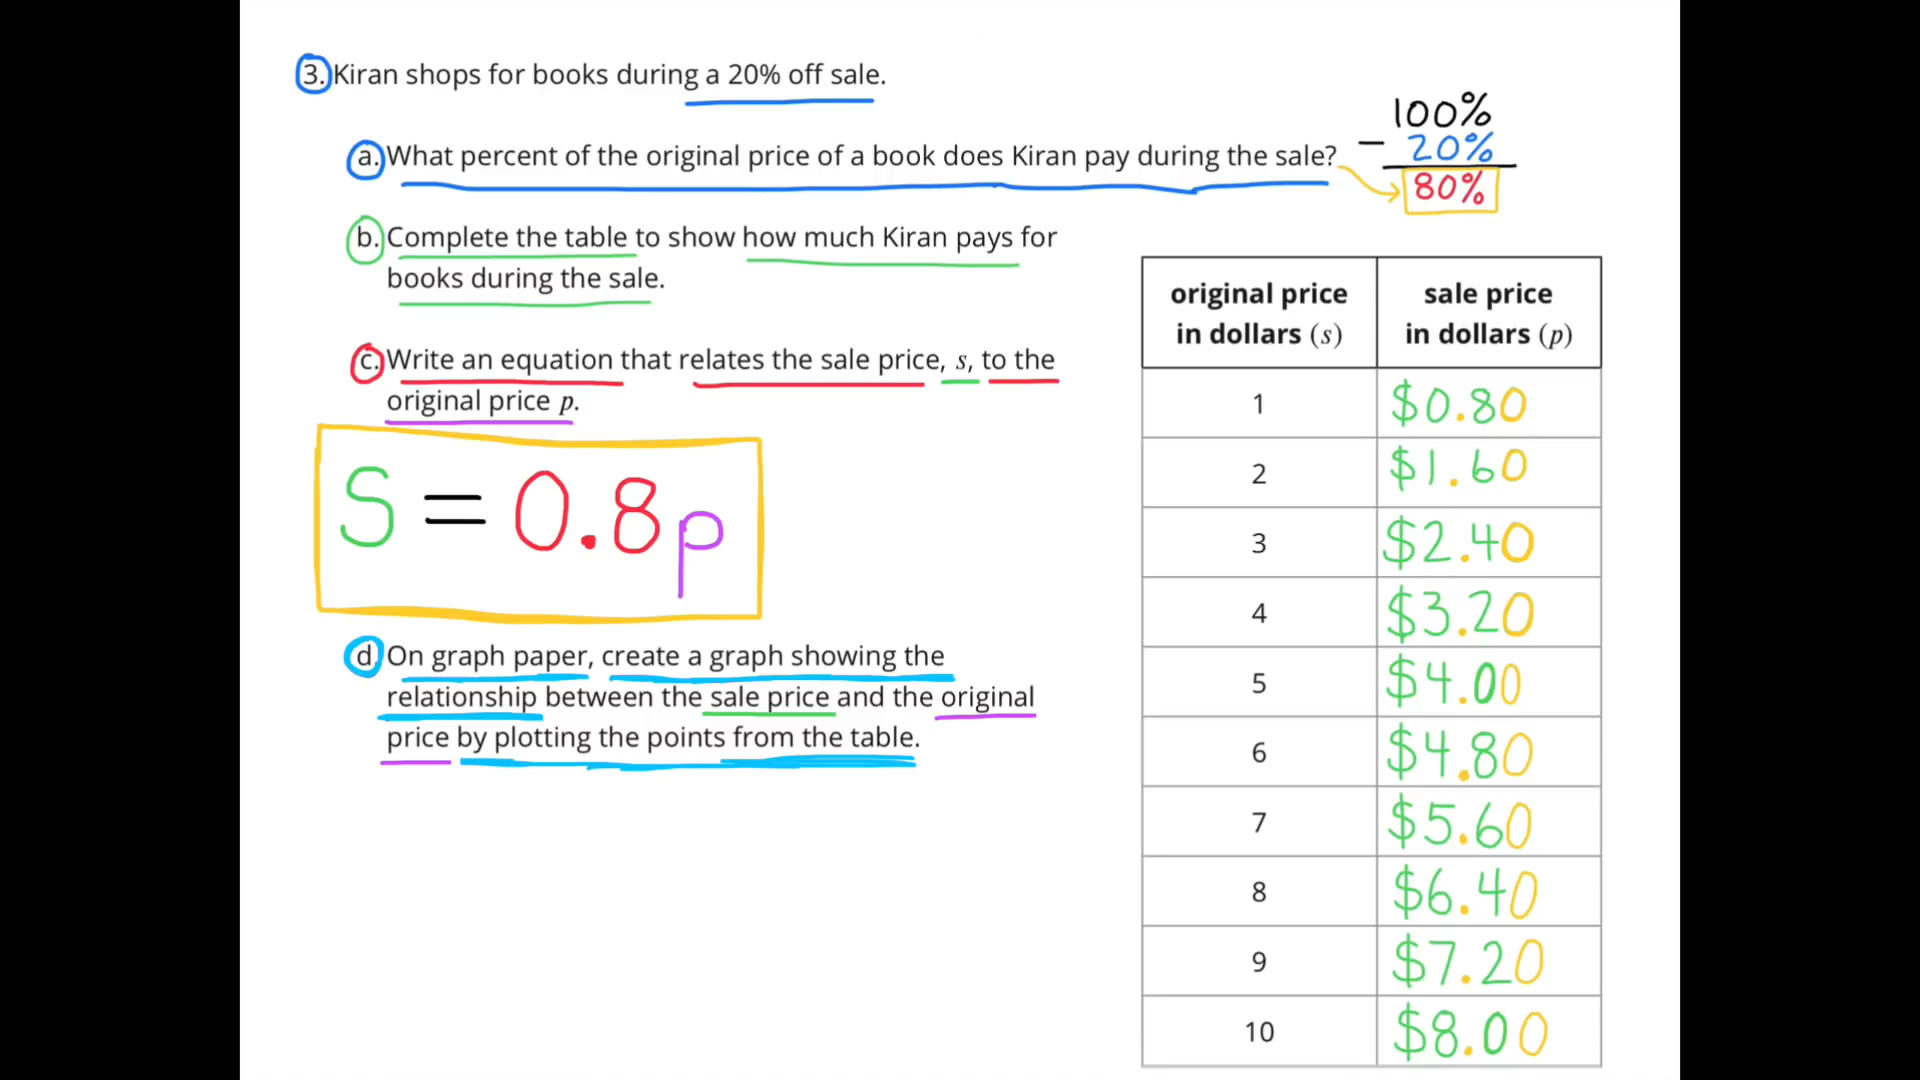 3. Kiran shops for books during a 20% off sale.
100%
- 20%
80%
a. What percent of the original price of a book does Kiran pay during the sale?
b. Complete the table to show how much Kiran pays for
books during the sale.
c. Write an equation that relates the sale price, s, to the
original price p.
S = 0.8p
d. On graph paper, create a graph showing the
relationship between the sale price and the original
price by plotting the points from the table.
original price sale price
in dollars (s) in dollars (p)
1 $0.80
2 $1.60
3 $2.40
4 $3.20
5 $4.00
6 $4.80
7 $5.60
8 $6.40
9 $7.20
10 $8.00